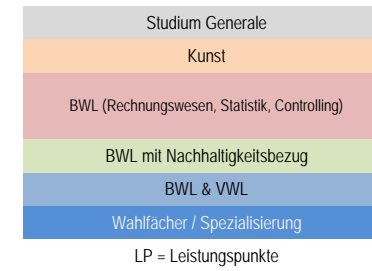 Studium Generale
Kunst
BWL (Rechnungswesen, Statistik, Controlling)
BWL mit Nachhaltigkeitsbezug
BWL & VWL
Wahlfächer / Spezialisierung
LP = Leistungspunkte